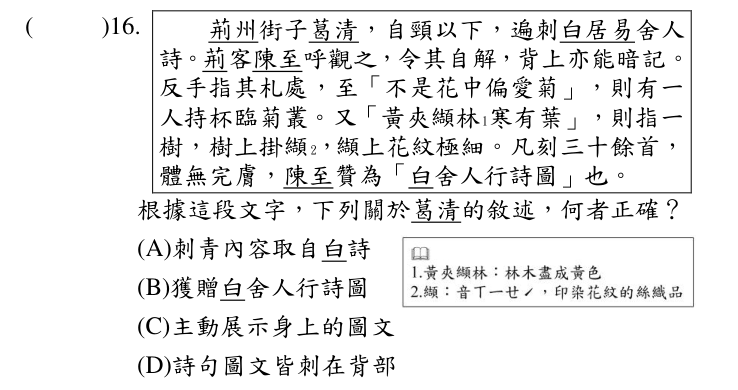 (　　)16.
荊州街子葛清，自頸以下，遍刺白居易舍人
詩。荊客陳至呼觀之，令其自解，背上亦能暗記。
反手指其札處，至「不是花中偏愛菊」，則有一
人持杯臨菊叢。又「黃夾纈林1寒有葉」，則指一
樹，樹上掛纈2，纈上花紋極細。凡刻三十餘首，
體無完膚，陳至贊為「白舍人行詩圖」也。
根據這段文字，下列關於葛清的敘述，何者正確？
(A)刺青內容取自白詩
(B)獲贈白舍人行詩圖
(C)主動展示身上的圖文
(D)詩句圖文皆刺在背部
1.黃夾纈林：林木盡成黃色
2.纈：音ㄒㄧㄝˊ，印染花紋的絲織品